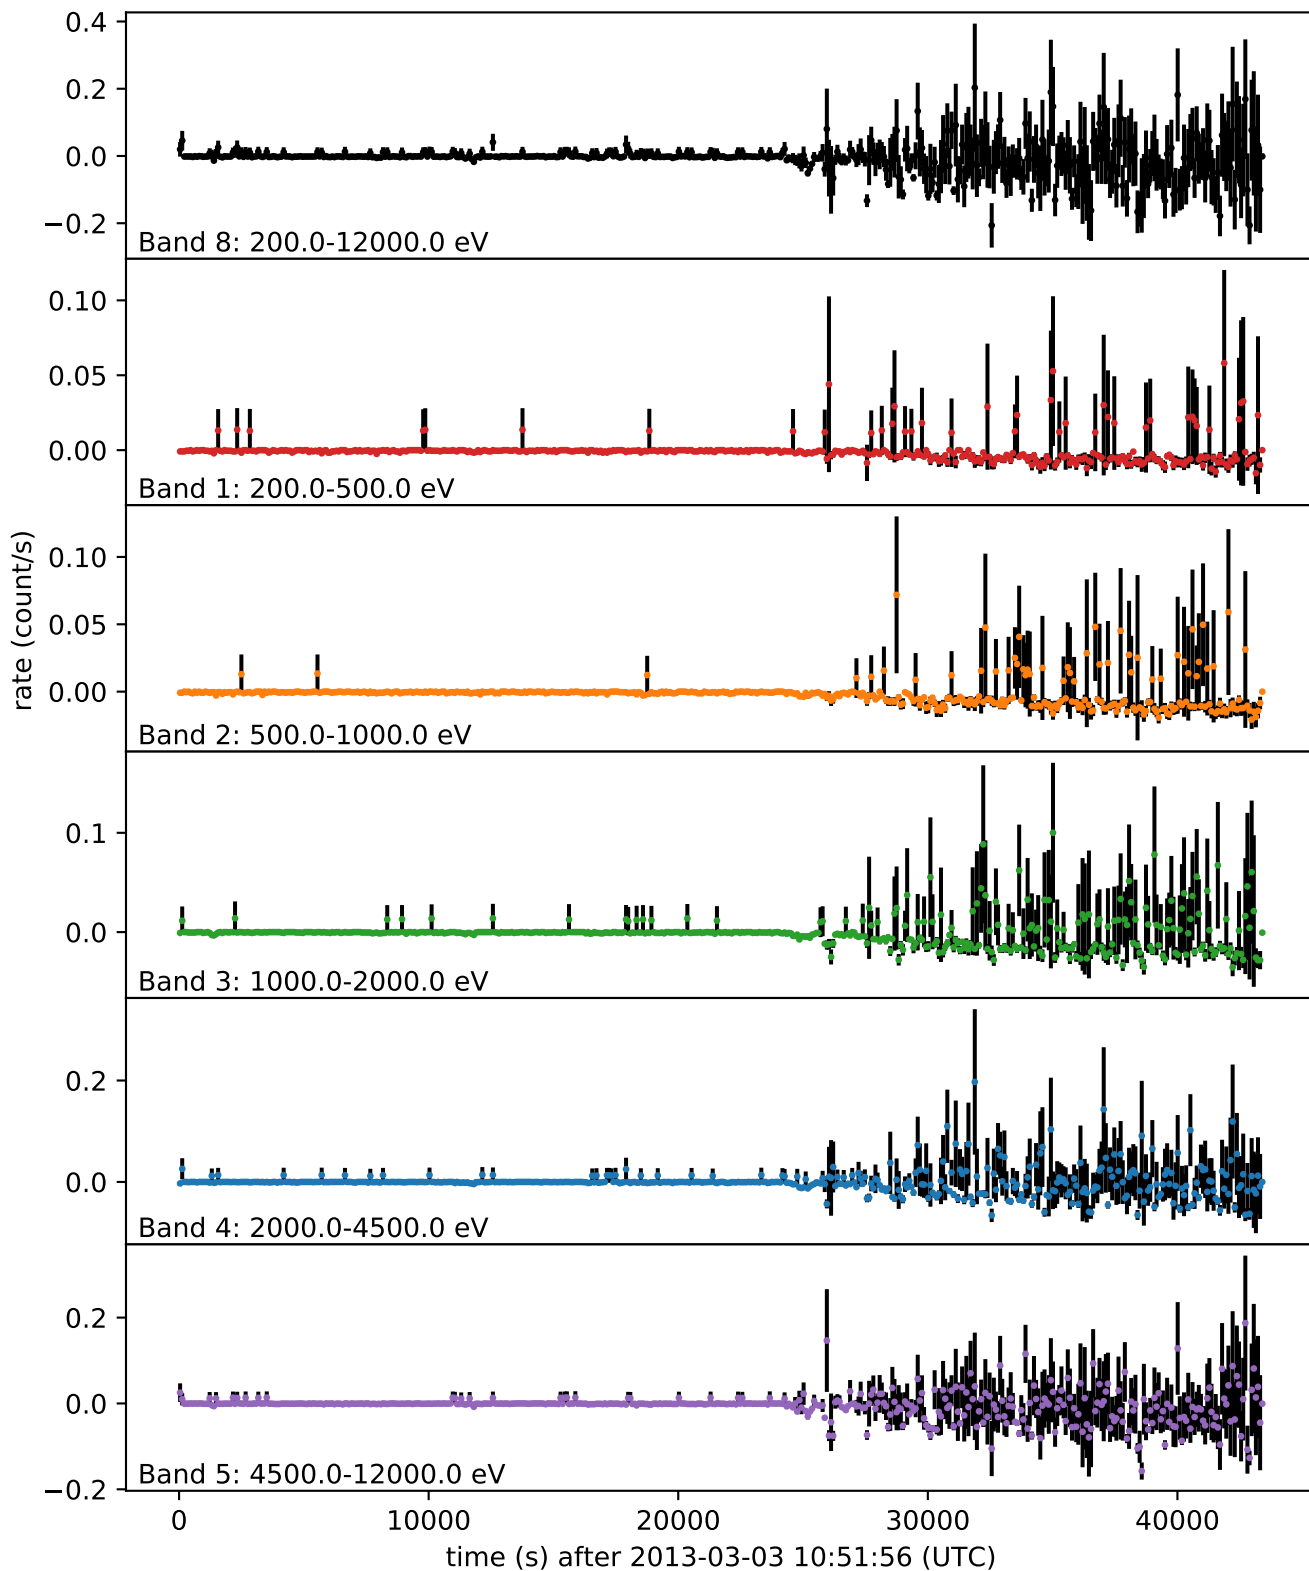 0.4
0.2
0.0
−0.2
Band 8: 200.0-12000.0 eV
0.10
0.05
0.00
Band 1: 200.0-500.0 eV
rate (count/s)
0.10
0.05
0.00
Band 2: 500.0-1000.0 eV
0.1
0.0
Band 3: 1000.0-2000.0 eV
0.2
0.0
Band 4: 2000.0-4500.0 eV
0.2
0.0
−0.2
Band 5: 4500.0-12000.0 eV
0 10000 20000 30000 40000
time (s) after 2013-03-03 10:51:56 (UTC)